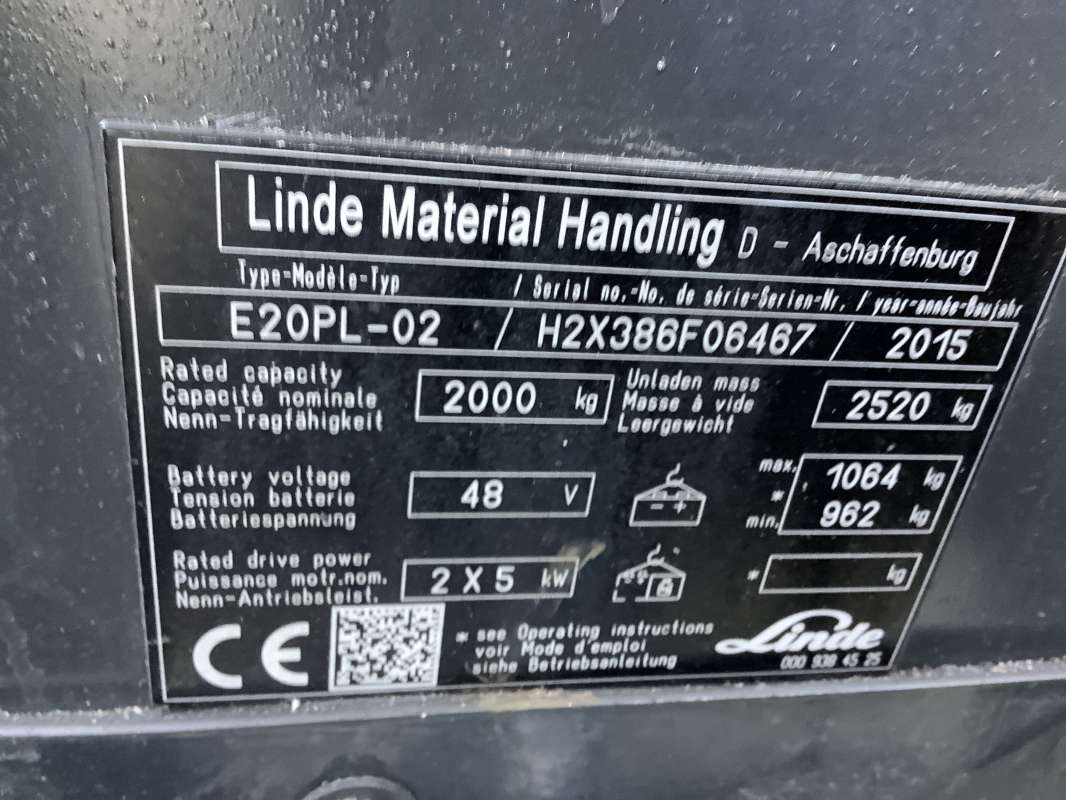 Linde Material Handling D - Aschaffenburg
Type-Modèle-Typ / Serial no.-No. de série-Serien-Nr. / year-année-Baujahr
E20PL-02 / H2X386F06467 / 2015
Rated capacity
Capacité nominale
Nenn-Tragfähigkeit
2000 kg
Unladen mass
Masse à vide
Leergewicht
2520 kg
Battery voltage
Tension batterie
Batteriespannung
48 V
- +
max. 1064 kg
*
min. 962 kg
Rated drive power
Puissance motr.nom.
Nenn-Antriebsleist.
2 X 5 kW
* kg
CE
* see Operating instructions
voir Mode d'emploi
siehe Betriebsanleitung
Linde
000 938 45 25